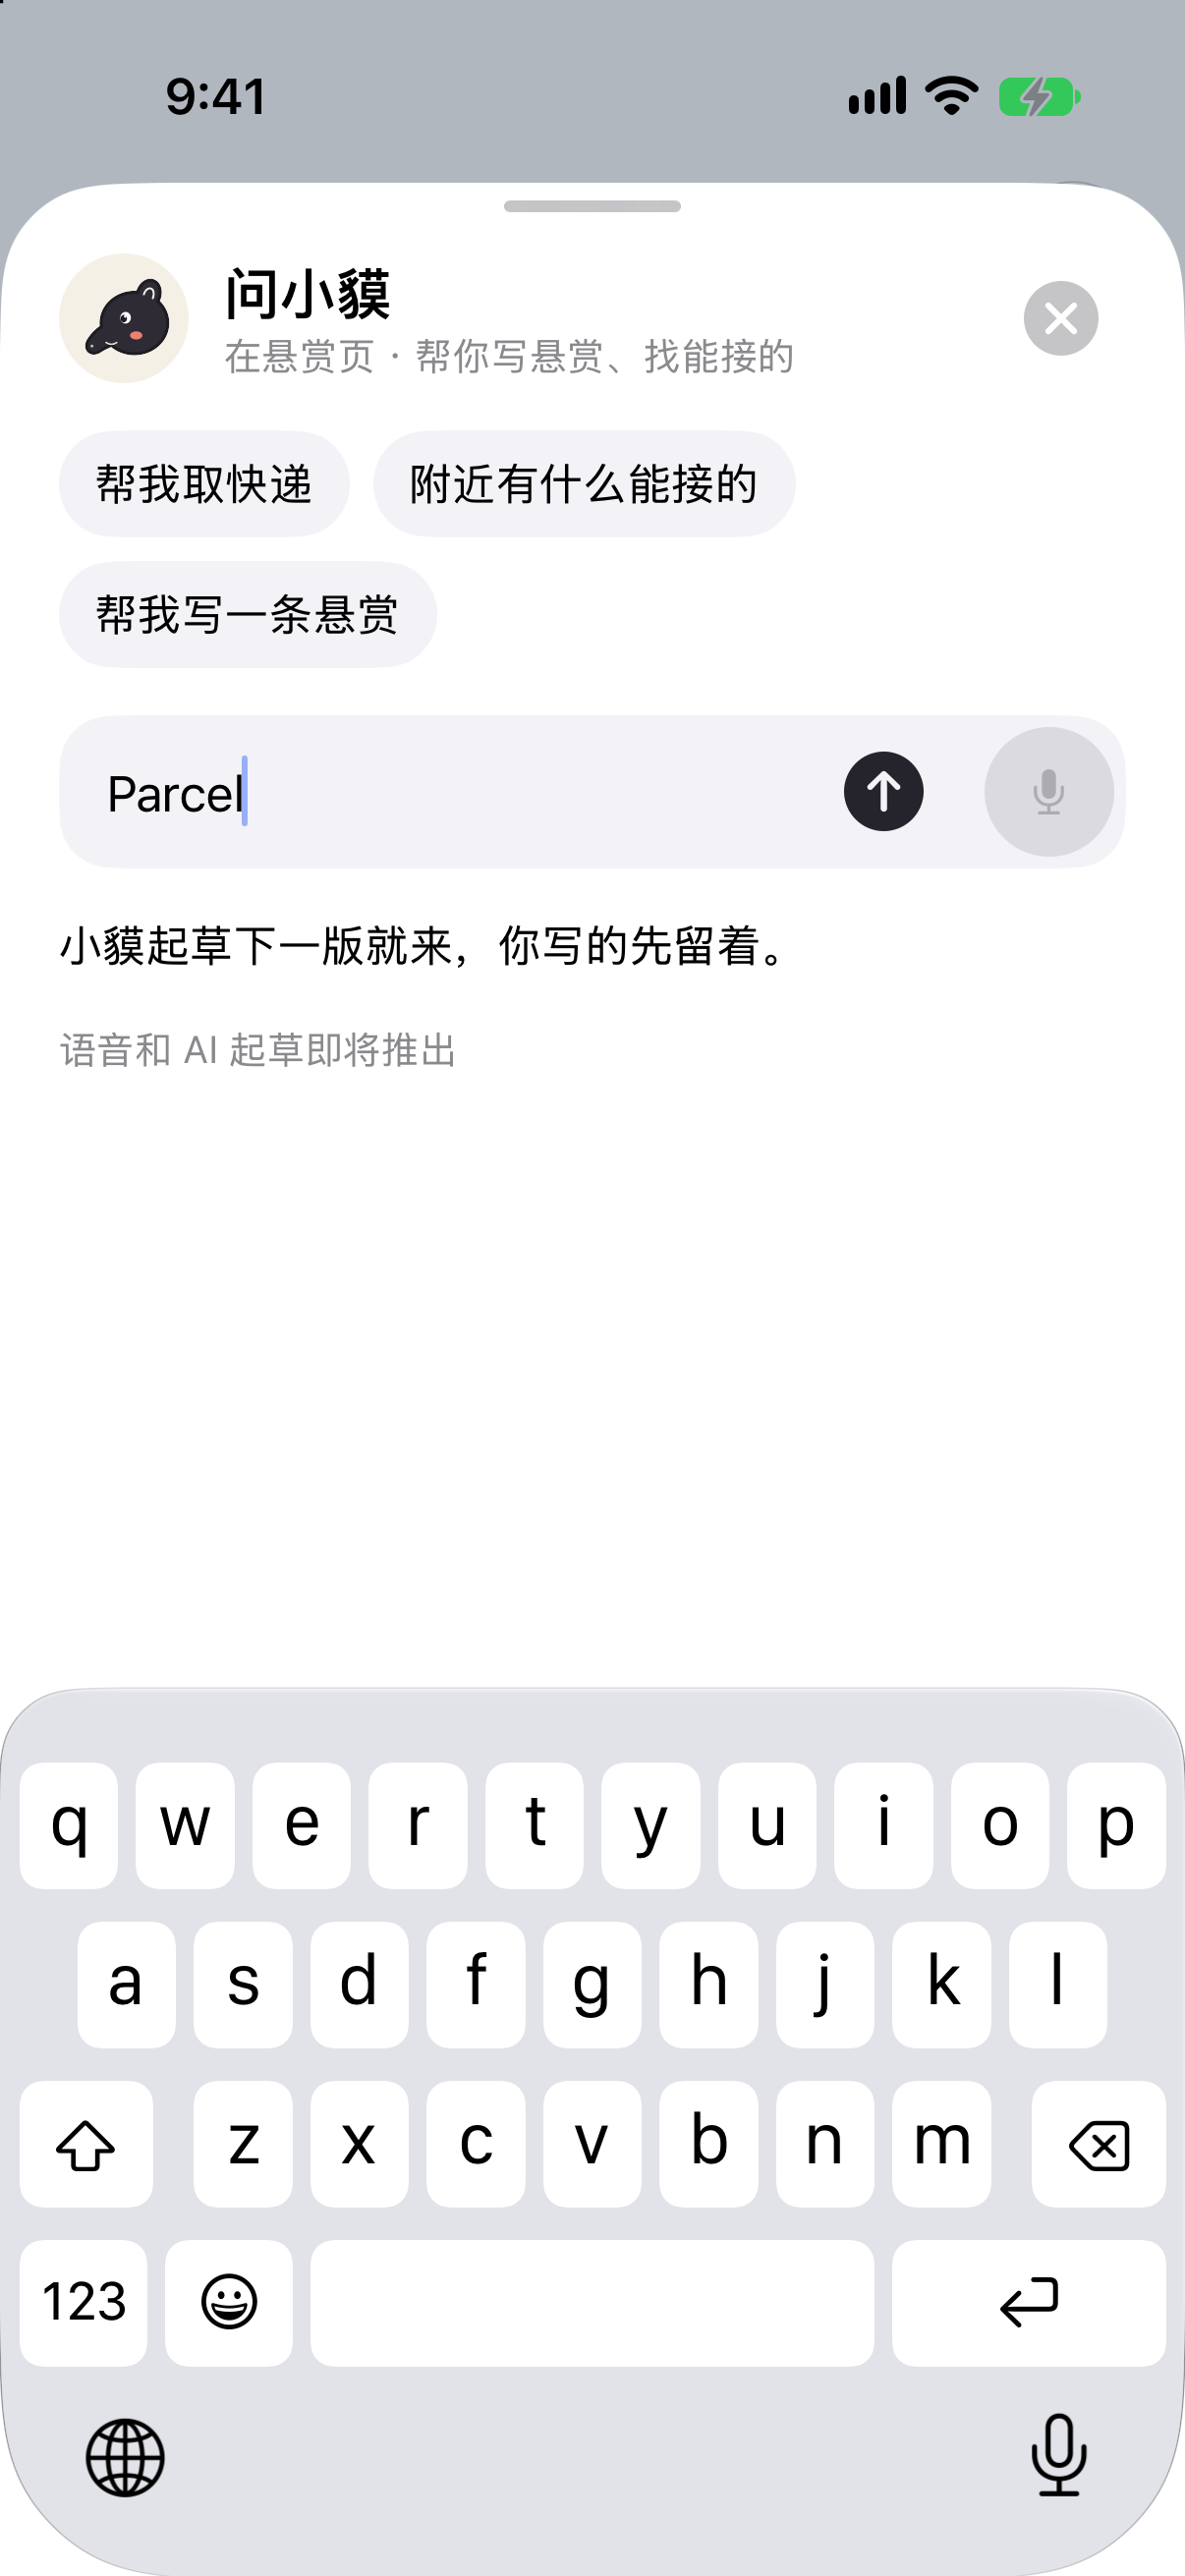 9:41
问小貘
在悬赏页 · 帮你写悬赏、找能接的
帮我取快递
附近有什么能接的
帮我写一条悬赏
Parcel
小貘起草下一版就来，你写的先留着。
语音和 AI 起草即将推出
q w e r t y u i o p
a s d f g h j k l
z x c v b n m
123